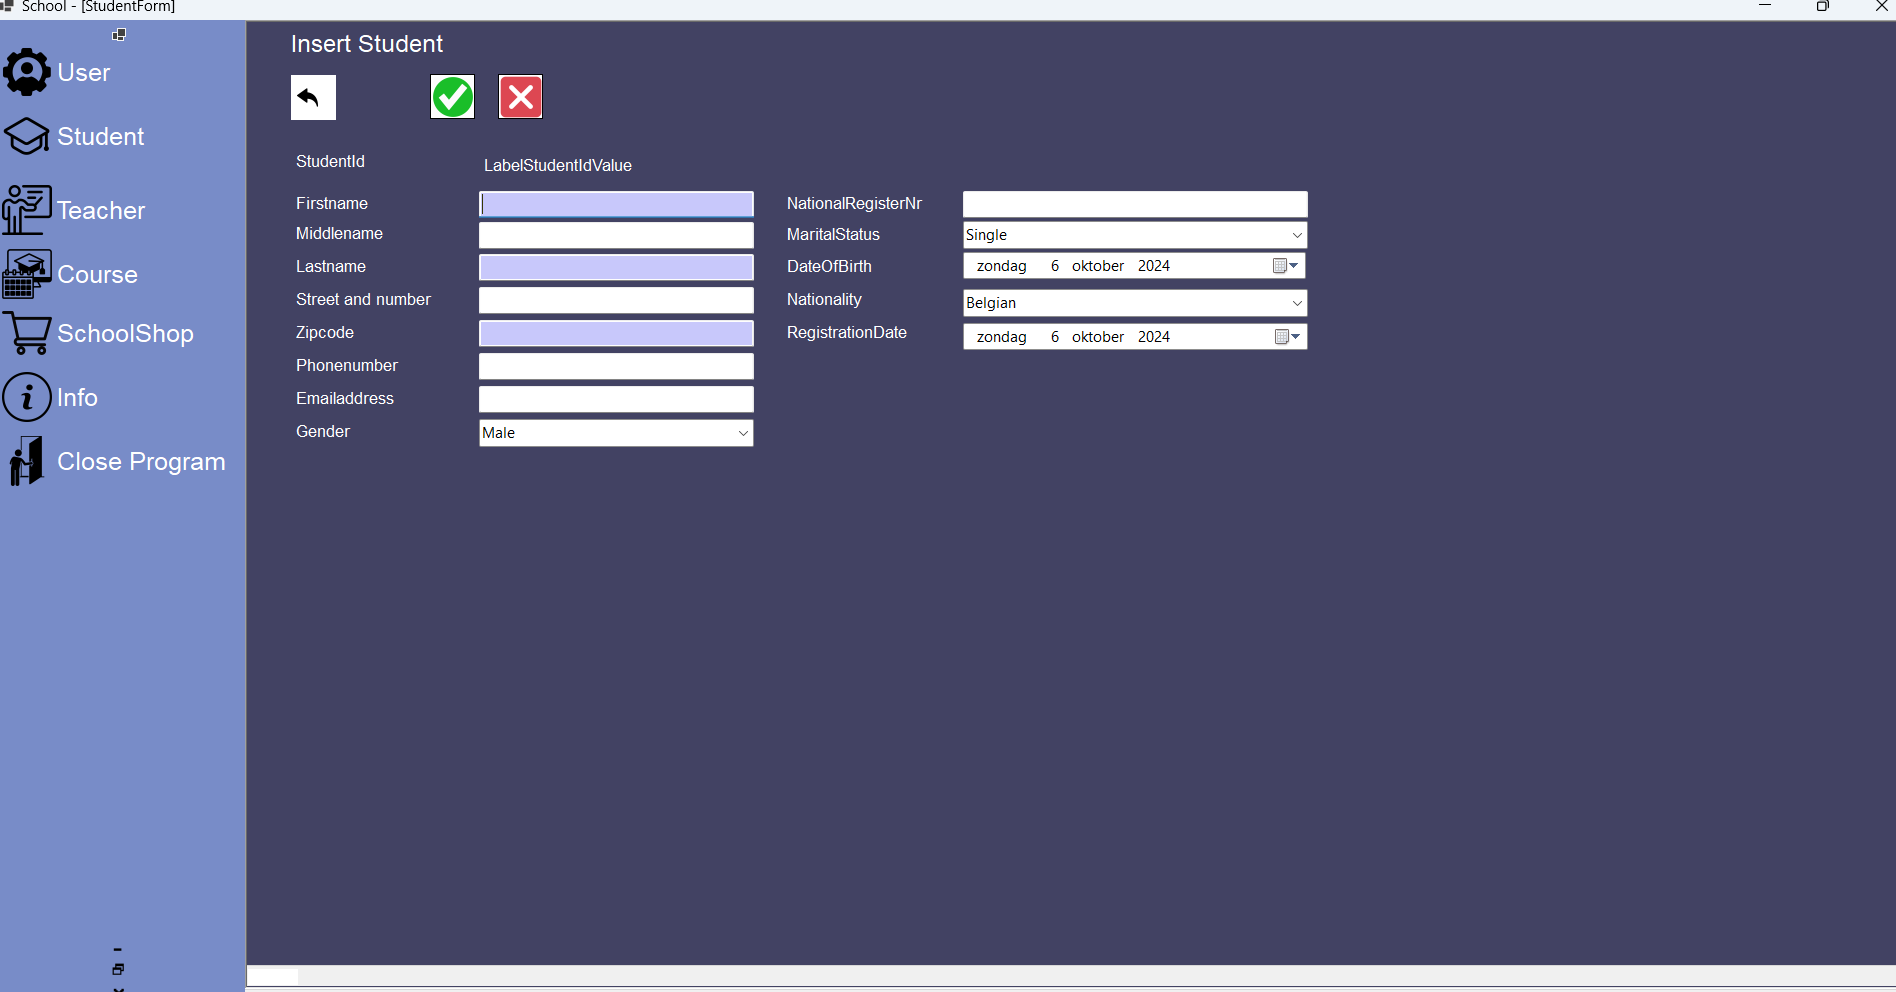 School - [StudentForm]
User
Student
Teacher
Course
SchoolShop
Info
Close Program
Insert Student
StudentId LabelStudentIdValue
Firstname
Middlename
Lastname
Street and number
Zipcode
Phonenumber
Emailaddress
Gender Male
NationalRegisterNr
MaritalStatus Single
DateOfBirth zondag 6 oktober 2024
Nationality Belgian
RegistrationDate zondag 6 oktober 2024